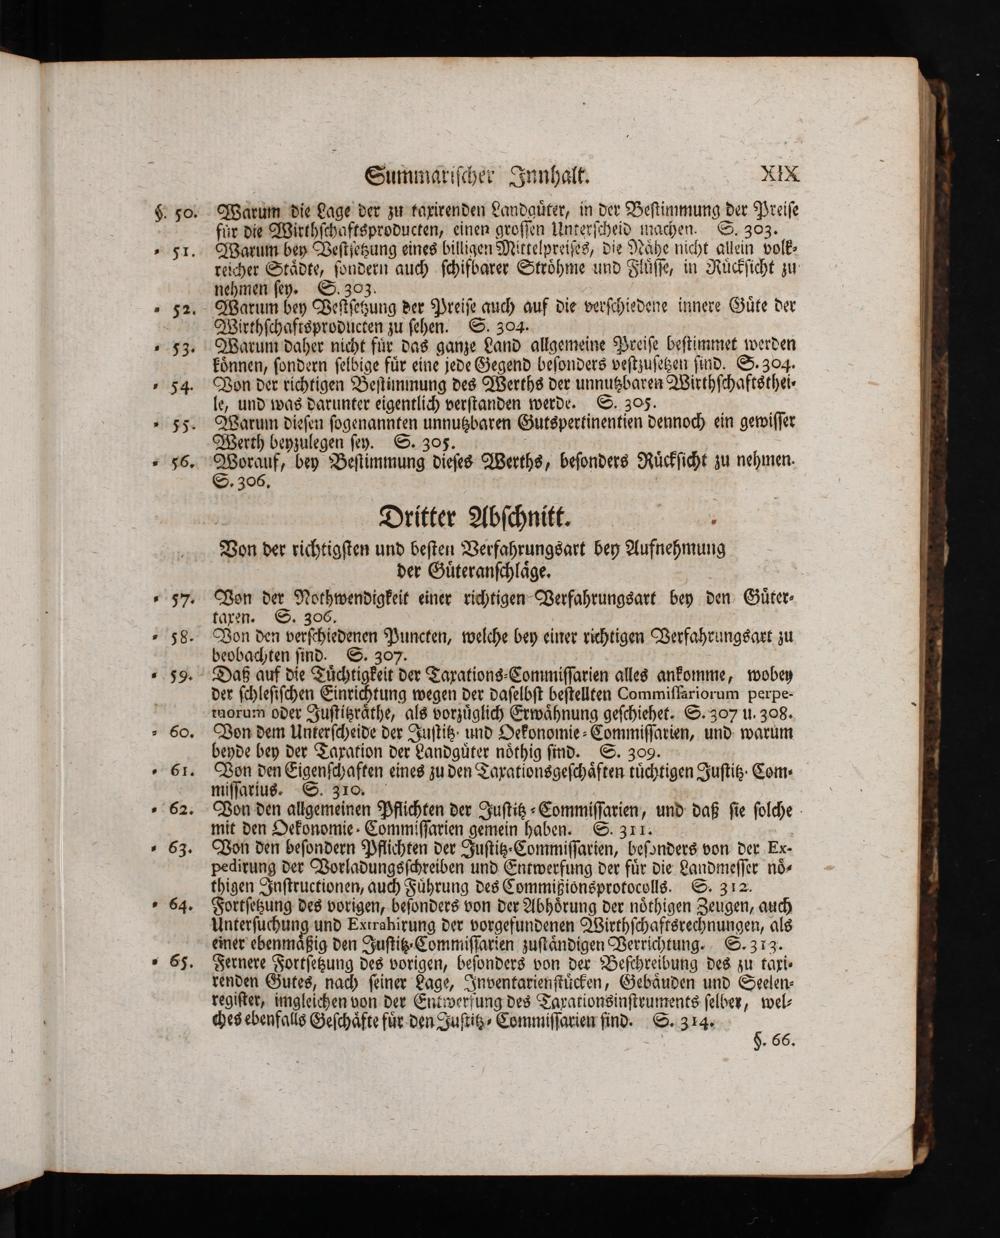 Summarischer Innhalt. XIX
§. 50. Warum die Lage der zu taxirenden Landgüter, in der Bestimmung der Preise
für die Wirthschaftsproducten, einen grossen Unterscheid machen. S. 303.
= 51. Warum bey Vestsetzung eines billigen Mittelpreises, die Nähe nicht allein volk=
reicher Städte, sondern auch schifbarer Ströhme und Flüsse, in Rücksicht zu
nehmen sey. S. 303.
= 52. Warum bey Vestsetzung der Preise auch auf die verschiedene innere Güte der
Wirthschaftsproducten zu sehen. S. 304.
= 53. Warum daher nicht für das ganze Land allgemeine Preise bestimmet werden
können, sondern selbige für eine jede Gegend besonders vestzusetzen sind. S. 304.
= 54. Von der richtigen Bestimmung des Werths der unnutzbaren Wirthschaftsthei=
le, und was darunter eigentlich verstanden werde. S. 305.
= 55. Warum diesen sogenannten unnutzbaren Gutspertinentien dennoch ein gewisser
Werth beyzulegen sey. S. 305.
= 56. Worauf, bey Bestimmung dieses Werths, besonders Rücksicht zu nehmen.
S. 306.
Dritter Abschnitt.
Von der richtigsten und besten Verfahrungsart bey Aufnehmung
der Güteranschläge.
= 57. Von der Nothwendigkeit einer richtigen Verfahrungsart bey den Güter=
taxen. S. 306.
= 58. Von den verschiedenen Puncten, welche bey einer richtigen Verfahrungsart zu
beobachten sind. S. 307.
= 59. Daß auf die Tüchtigkeit der Taxations=Commissarien alles ankomme, wobey
der schlesischen Einrichtung wegen der daselbst bestellten Commissariorum perpe-
tuorum oder Justitzräthe, als vorzüglich Erwähnung geschiehet. S. 307 u. 308.
= 60. Von dem Unterscheide der Justitz= und Oekonomie=Commissarien, und warum
beyde bey der Taxation der Landgüter nöthig sind. S. 309.
= 61. Von den Eigenschaften eines zu den Taxationsgeschäften tüchtigen Justitz=Com=
missarius. S. 310.
= 62. Von den allgemeinen Pflichten der Justitz=Commissarien, und daß sie solche
mit den Oekonomie=Commissarien gemein haben. S. 311.
= 63. Von den besondern Pflichten der Justitz=Commissarien, besonders von der Ex-
pedirung der Vorladungsschreiben und Entwerfung der für die Landmesser nö=
thigen Instructionen, auch Führung des Commißionsprotocolls. S. 312.
= 64. Fortsetzung des vorigen, besonders von der Abhörung der nöthigen Zeugen, auch
Untersuchung und Extrahirung der vorgefundenen Wirthschaftsrechnungen, als
einer ebenmäßig den Justitz=Commissarien zuständigen Verrichtung. S. 313.
= 65. Fernere Fortsetzung des vorigen, besonders von der Beschreibung des zu taxi=
renden Gutes, nach seiner Lage, Inventarienstücken, Gebäuden und Seelen=
register, imgleichen von der Entwerfung des Taxationsinstruments selber, wel=
ches ebenfalls Geschäfte für den Justitz=Commissarien sind. S. 314.
§. 66.